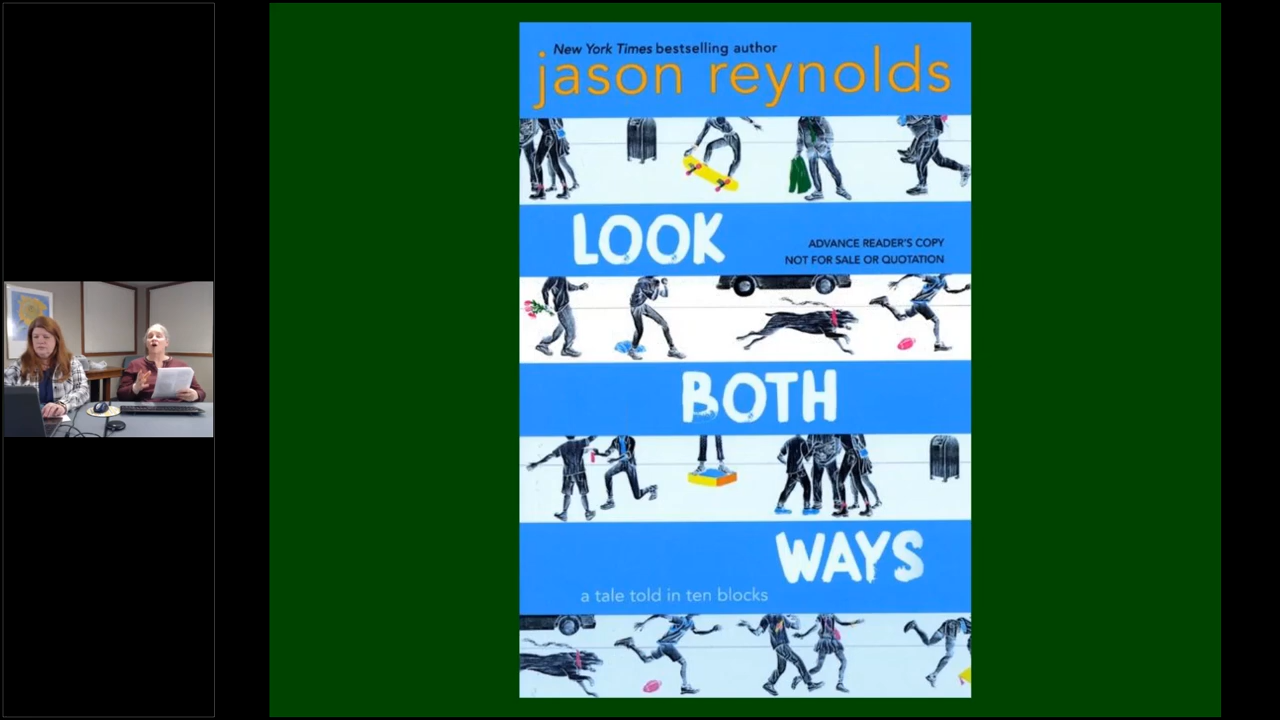 New York Times bestselling author
jason reynolds
LOOK
ADVANCE READER'S COPY
NOT FOR SALE OR QUOTATION
BOTH
WAYS
a tale told in ten blocks